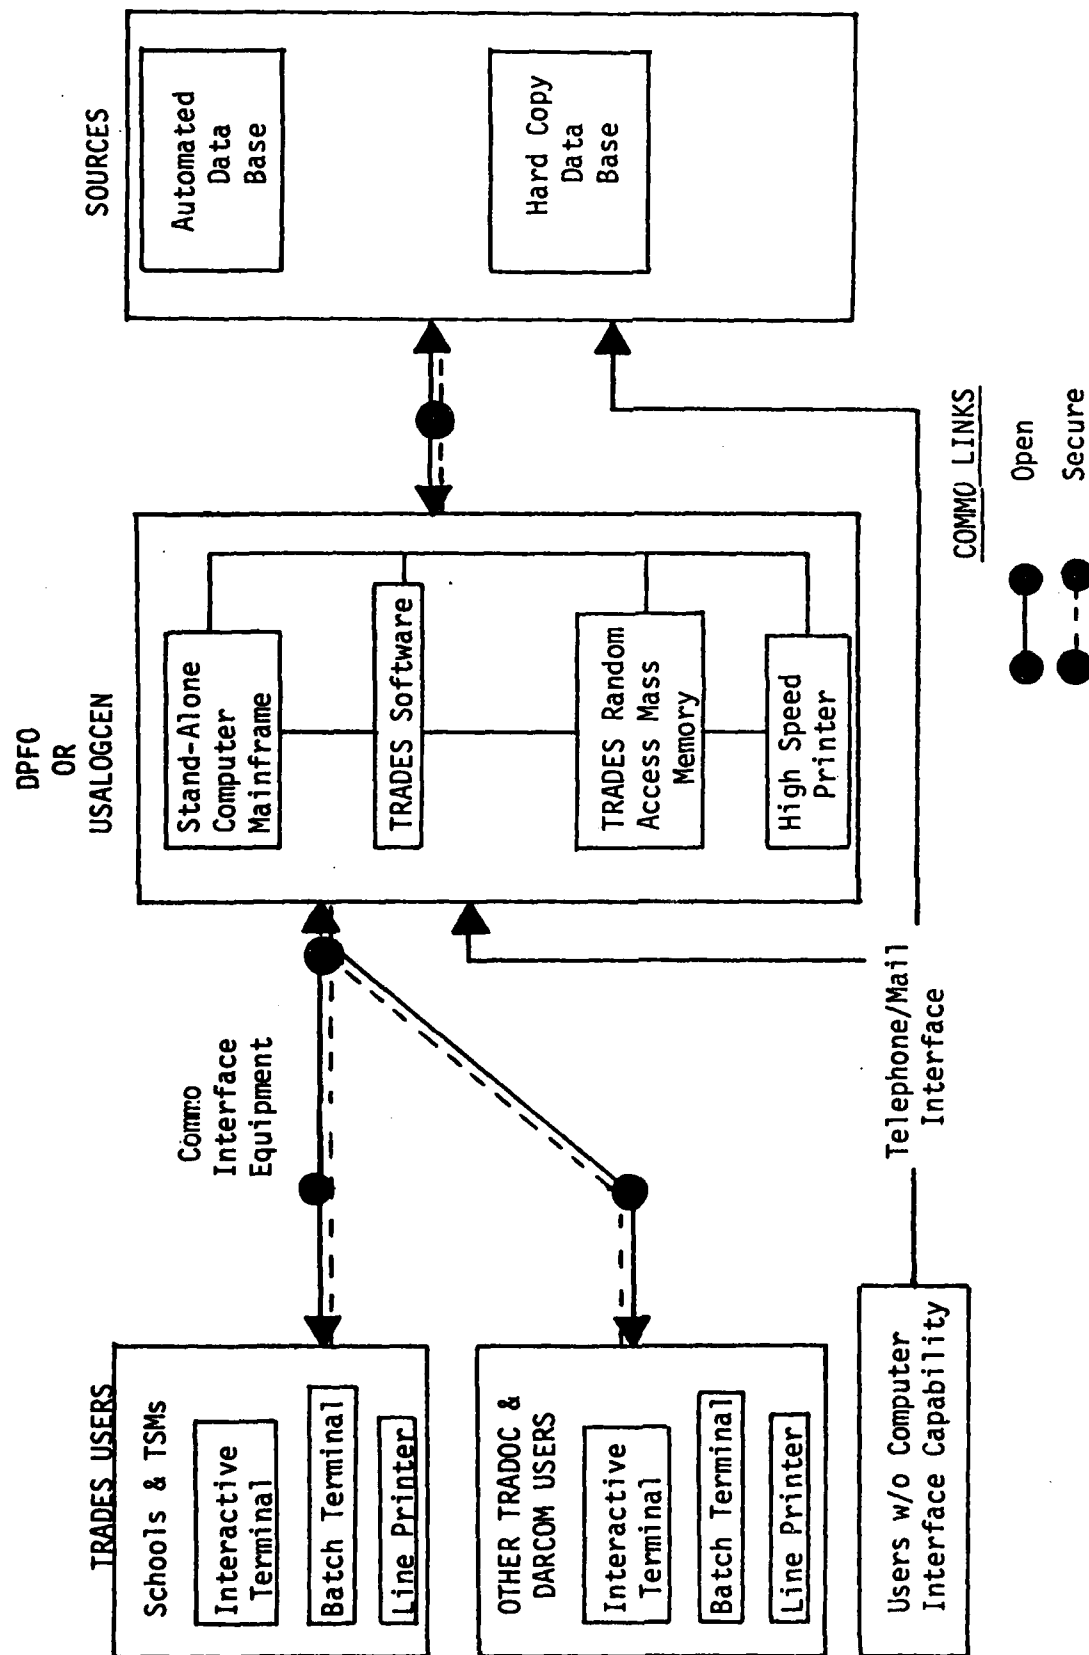 TRADES USERS
Schools & TSMs
Interactive
Terminal
Batch Terminal
Line Printer
OTHER TRADOC &
DARCOM USERS
Interactive
Terminal
Batch Terminal
Line Printer
Users w/o Computer
Interface Capability
Commo
Interface
Equipment
Telephone/Mail
Interface
DPFO
OR
USALOGCEN
Stand-Alone
Computer
Mainframe
TRADES Software
TRADES Random
Access Mass
Memory
High Speed
Printer
SOURCES
Automated
Data
Base
Hard Copy
Data
Base
COMMO LINKS
Open
Secure